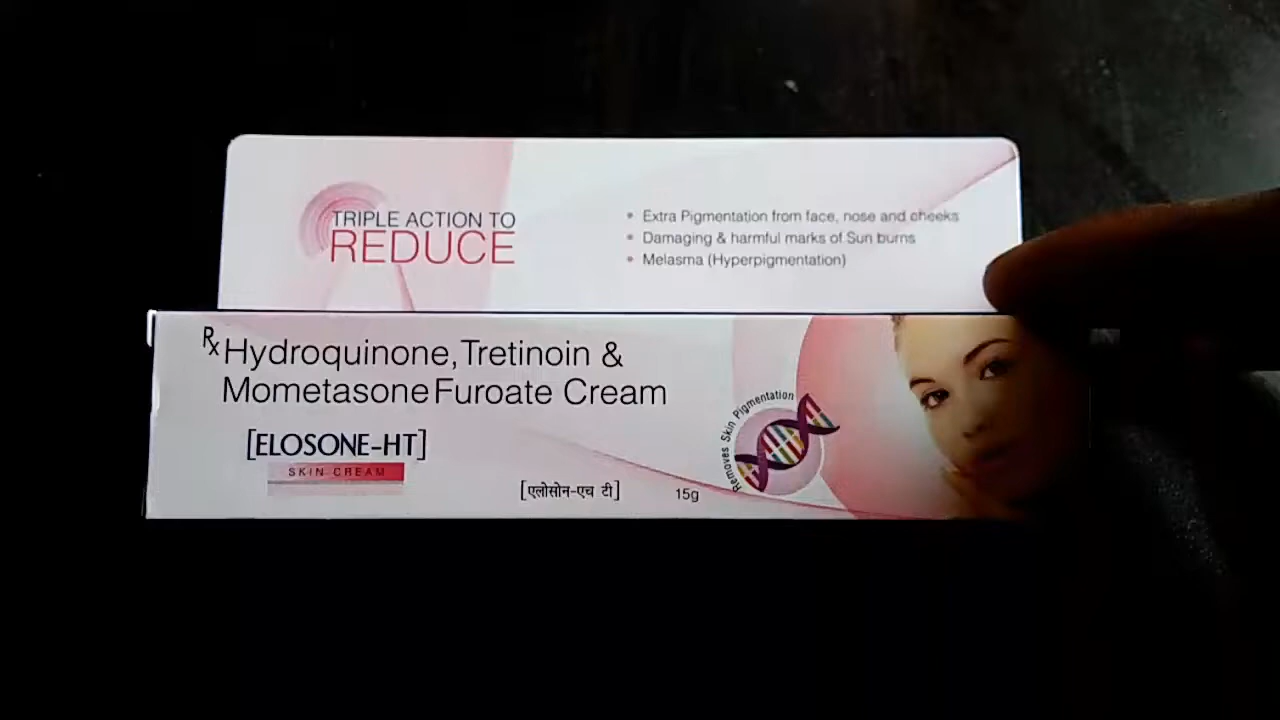 TRIPLE ACTION TO
REDUCE
• Extra Pigmentation from face, nose and cheeks
• Damaging & harmful marks of Sun burns
• Melasma (Hyperpigmentation)
Rx Hydroquinone, Tretinoin &
Mometasone Furoate Cream
[ELOSONE-HT]
SKIN CREAM
[एलोसोन-एच टी]
15g
Removes Skin Pigmentation